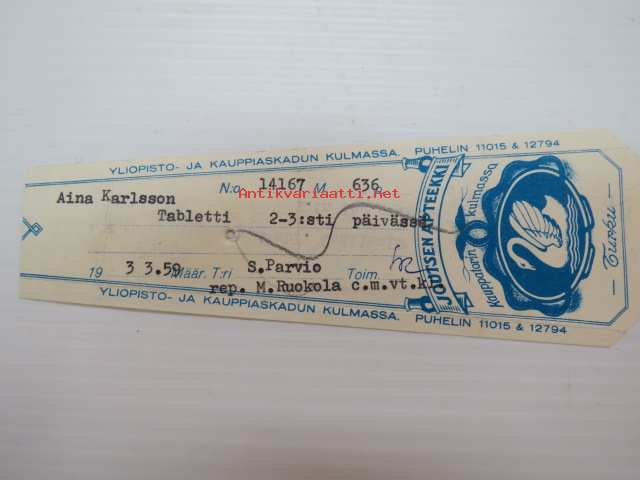 YLIOPISTO- JA KAUPPIASKADUN KULMASSA. PUHELIN 11015 & 12794
N:o 14167 M 636
Antikvariaatti.net
Aina Karlsson
Tabletti 2-3:sti päivässä
19 3 3.59 Määr. T:ri S.Parvio Toim.
rep. M.Ruokola c.m.vt.kl
YLIOPISTO- JA KAUPPIASKADUN KULMASSA. PUHELIN 11015 & 12794
JOUTSEN APTEEKKI
Kauppatorin kulmassa
— Turku —